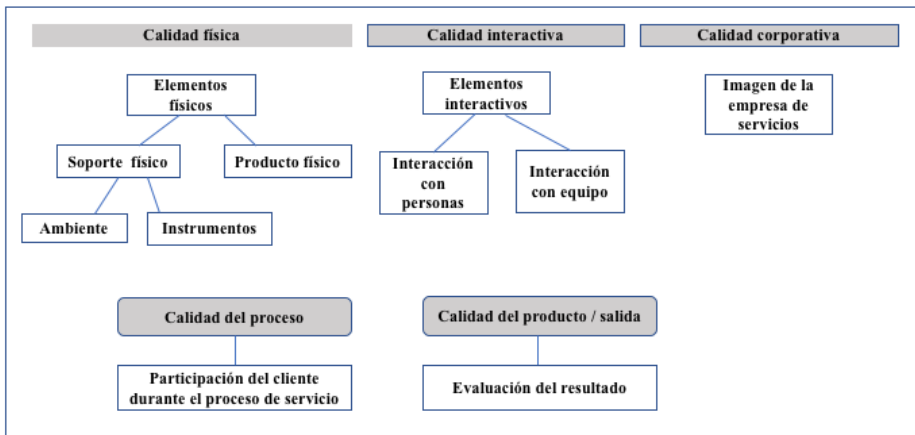 Calidad física
Calidad interactiva
Calidad corporativa
Elementos
físicos
Elementos
interactivos
Imagen de la
empresa de
servicios
Soporte físico
Producto físico
Interacción
con
personas
Interacción
con equipo
Ambiente
Instrumentos
Calidad del proceso
Calidad del producto / salida
Participación del cliente
durante el proceso de servicio
Evaluación del resultado